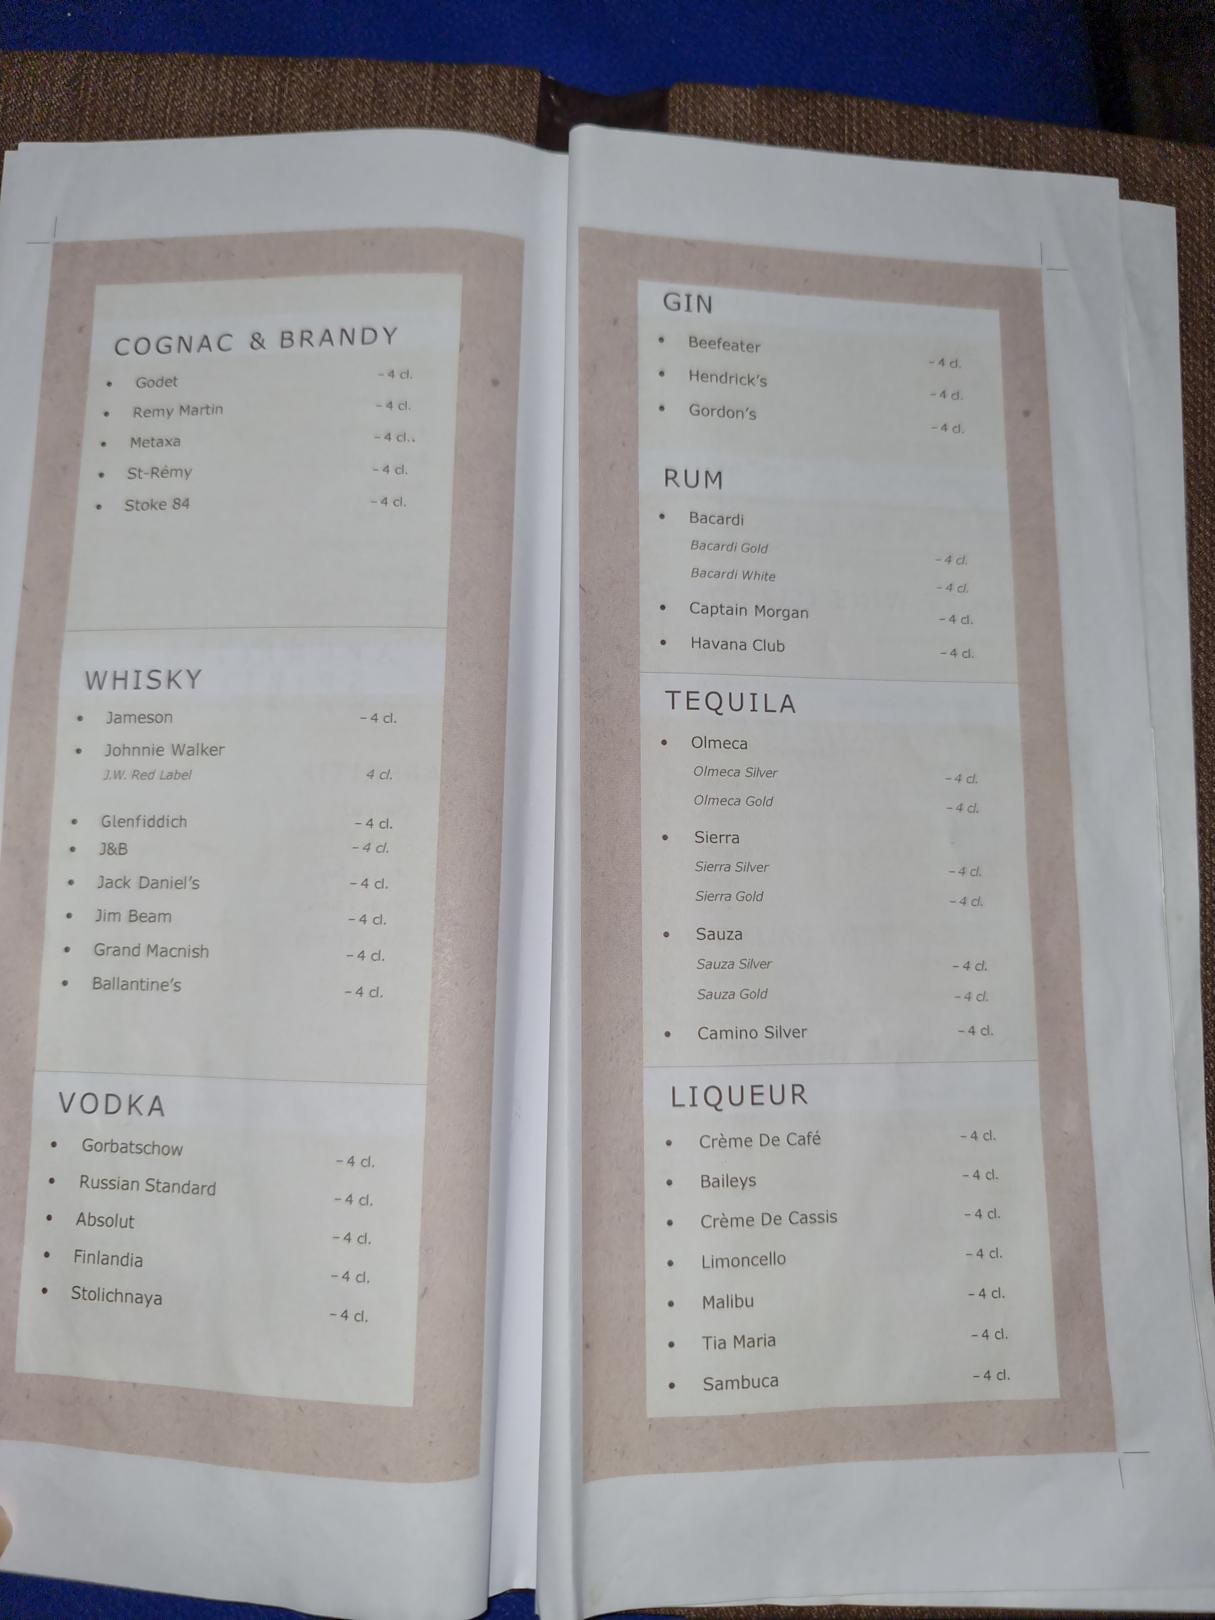 COGNAC & BRANDY
• Godet - 4 cl.
• Remy Martin - 4 cl.
• Metaxa - 4 cl..
• St-Rémy - 4 cl.
• Stoke 84 - 4 cl.
WHISKY
• Jameson - 4 cl.
• Johnnie Walker
J.W. Red Label 4 cl.
• Glenfiddich - 4 cl.
• J&B - 4 cl.
• Jack Daniel's - 4 cl.
• Jim Beam - 4 cl.
• Grand Macnish - 4 cl.
• Ballantine's - 4 cl.
VODKA
• Gorbatschow - 4 cl.
• Russian Standard - 4 cl.
• Absolut - 4 cl.
• Finlandia - 4 cl.
• Stolichnaya - 4 cl.
GIN
• Beefeater - 4 cl.
• Hendrick's - 4 cl.
• Gordon's - 4 cl.
RUM
• Bacardi
Bacardi Gold - 4 cl.
Bacardi White - 4 cl.
• Captain Morgan - 4 cl.
• Havana Club - 4 cl.
TEQUILA
• Olmeca
Olmeca Silver - 4 cl.
Olmeca Gold - 4 cl.
• Sierra
Sierra Silver - 4 cl.
Sierra Gold - 4 cl.
• Sauza
Sauza Silver - 4 cl.
Sauza Gold - 4 cl.
• Camino Silver - 4 cl.
LIQUEUR
• Crème De Café - 4 cl.
• Baileys - 4 cl.
• Crème De Cassis - 4 cl.
• Limoncello - 4 cl.
• Malibu - 4 cl.
• Tia Maria - 4 cl.
• Sambuca - 4 cl.